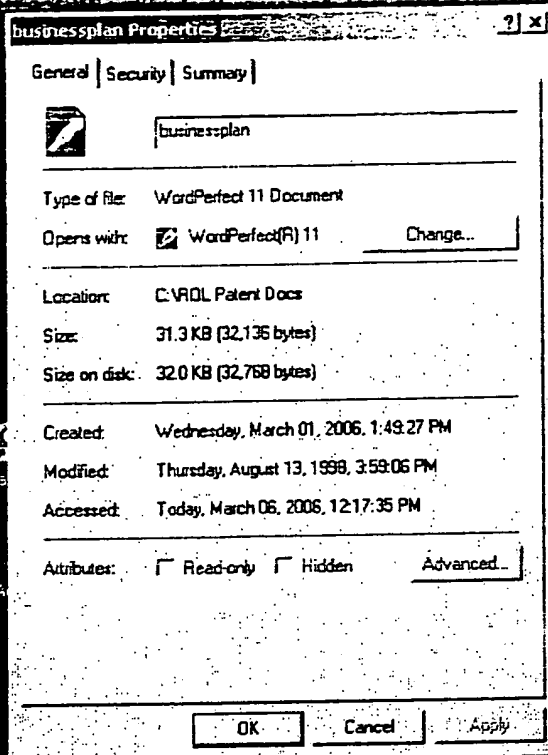 businessplan Properties ? ×
General Security Summary
businessplan
Type of file: WordPerfect 11 Document
Opens with: WordPerfect(R) 11 Change...
Location: C:\RDL Patent Docs
Size: 31.3 KB (32,136 bytes)
Size on disk: 32.0 KB (32,768 bytes)
Created: Wednesday, March 01, 2006, 1:49:27 PM
Modified: Thursday, August 13, 1998, 3:59:06 PM
Accessed: Today, March 06, 2006, 12:17:35 PM
Attributes: Read-only Hidden Advanced...
OK Cancel Apply